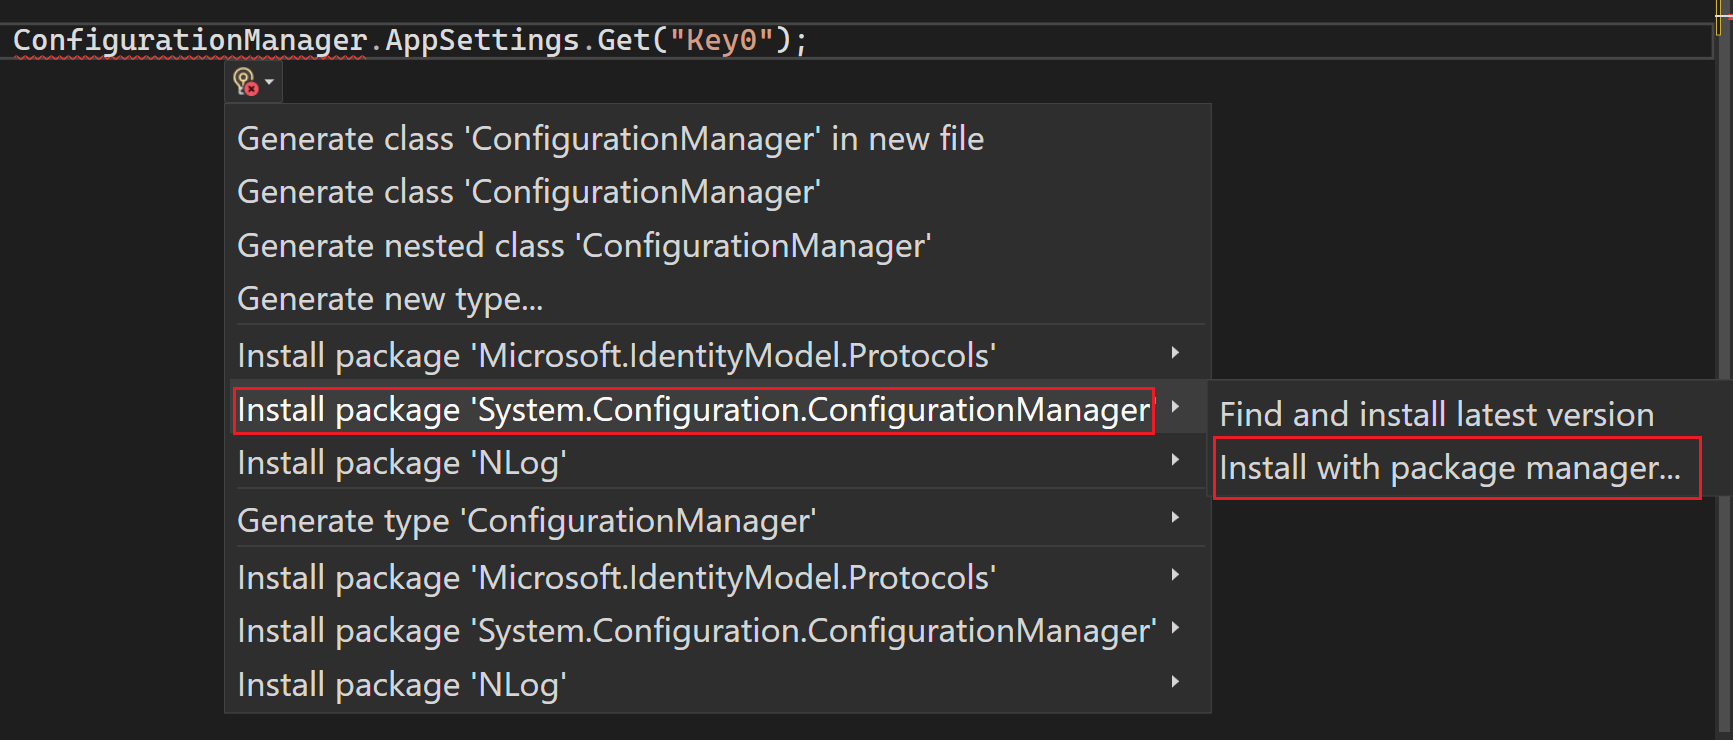 ConfigurationManager.AppSettings.Get("Key0");
Generate class 'ConfigurationManager' in new file
Generate class 'ConfigurationManager'
Generate nested class 'ConfigurationManager'
Generate new type...
Install package 'Microsoft.IdentityModel.Protocols'
Install package 'System.Configuration.ConfigurationManager'
Find and install latest version
Install with package manager...
Install package 'NLog'
Generate type 'ConfigurationManager'
Install package 'Microsoft.IdentityModel.Protocols'
Install package 'System.Configuration.ConfigurationManager'
Install package 'NLog'